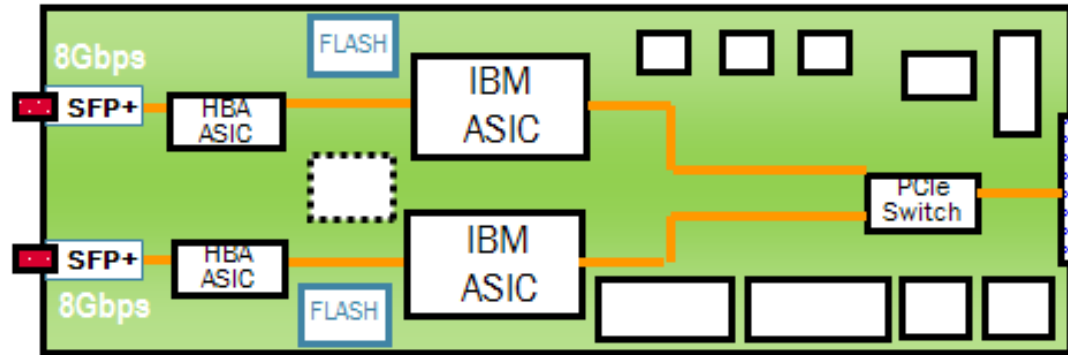 8Gbps
FLASH
SFP+
HBA
ASIC
IBM
ASIC
PCIe
Switch
SFP+
HBA
ASIC
IBM
ASIC
8Gbps
FLASH